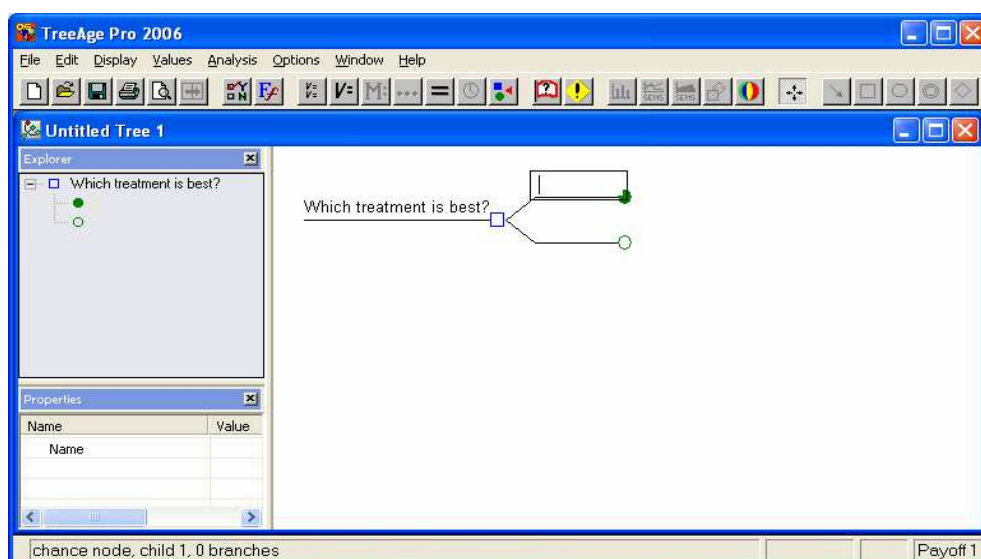 TreeAge Pro 2006
File Edit Display Values Analysis Options Window Help
Untitled Tree 1
Explorer
Which treatment is best?
Which treatment is best?
Properties
Name Value
Name
chance node, child 1, 0 branches
Payoff 1